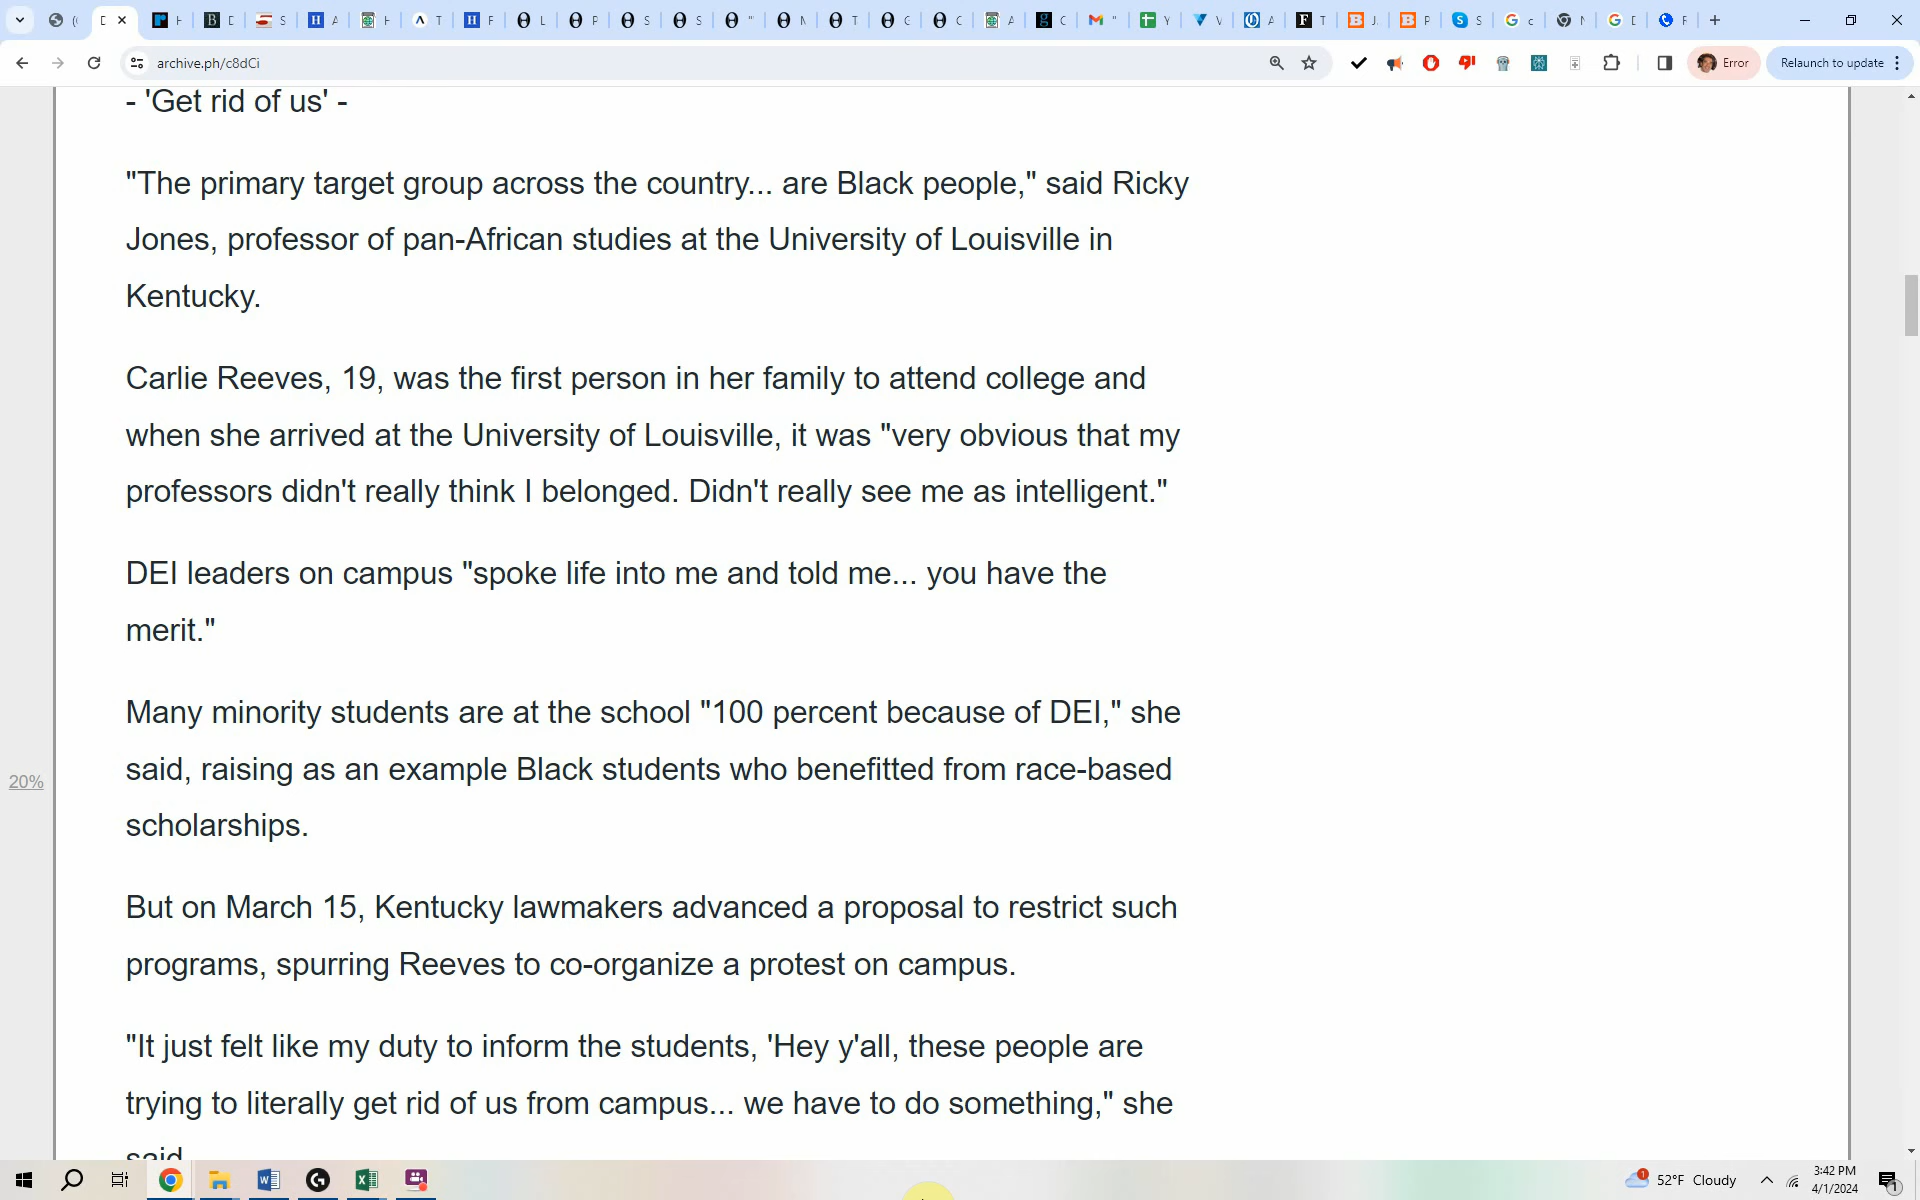 archive.ph/c8dCi
Error
Relaunch to update
- 'Get rid of us' -
"The primary target group across the country... are Black people," said Ricky
Jones, professor of pan-African studies at the University of Louisville in
Kentucky.
Carlie Reeves, 19, was the first person in her family to attend college and
when she arrived at the University of Louisville, it was "very obvious that my
professors didn't really think I belonged. Didn't really see me as intelligent."
DEI leaders on campus "spoke life into me and told me... you have the
merit."
Many minority students are at the school "100 percent because of DEI," she
said, raising as an example Black students who benefitted from race-based
20%
scholarships.
But on March 15, Kentucky lawmakers advanced a proposal to restrict such
programs, spurring Reeves to co-organize a protest on campus.
"It just felt like my duty to inform the students, 'Hey y'all, these people are
trying to literally get rid of us from campus... we have to do something," she
said
52°F Cloudy
3:42 PM
4/1/2024